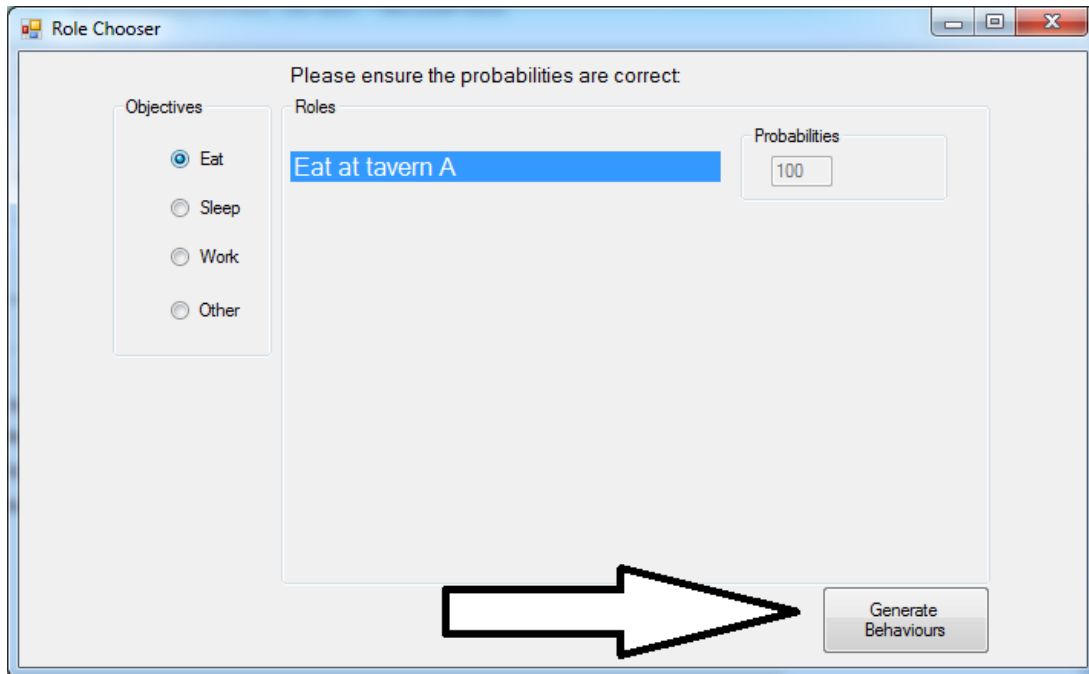 Role Chooser
Please ensure the probabilities are correct:
Objectives
Eat
Sleep
Work
Other
Roles
Eat at tavern A
Probabilities
100
Generate
Behaviours